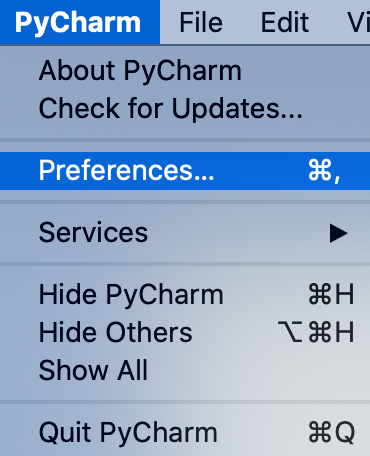 PyCharm File Edit Vi
About PyCharm
Check for Updates...
Preferences... ⌘,
Services ▶
Hide PyCharm ⌘H
Hide Others ⌥⌘H
Show All
Quit PyCharm ⌘Q